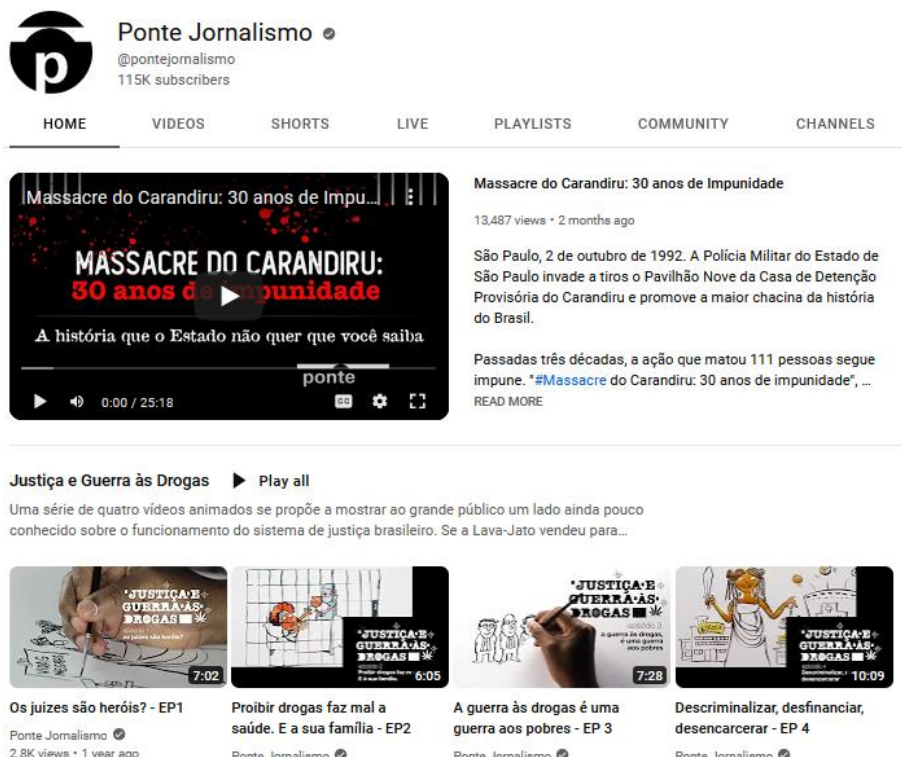 p
Ponte Jornalismo
@pontejornalismo
115K subscribers
HOME VIDEOS SHORTS LIVE PLAYLISTS COMMUNITY CHANNELS
Massacre do Carandiru: 30 anos de Impu...
MASSACRE DO CARANDIRU:
30 anos de Impunidade
A história que o Estado não quer que você saiba
ponte
0:00 / 25:18
CC
Massacre do Carandiru: 30 anos de Impunidade
13,487 views • 2 months ago
São Paulo, 2 de outubro de 1992. A Polícia Militar do Estado de
São Paulo invade a tiros o Pavilhão Nove da Casa de Detenção
Provisória do Carandiru e promove a maior chacina da história
do Brasil.
Passadas três décadas, a ação que matou 111 pessoas segue
impune. "#Massacre do Carandiru: 30 anos de impunidade", ...
READ MORE
Justiça e Guerra às Drogas Play all
Uma série de quatro vídeos animados se propõe a mostrar ao grande público um lado ainda pouco
conhecido sobre o funcionamento do sistema de justiça brasileiro. Se a Lava-Jato vendeu para...
"JUSTIÇA·E
GUERRA·ÀS·
DROGAS
os juízes são heróis?
7:02
Os juizes são heróis? - EP1
Ponte Jornalismo
2.8K views • 1 year ago
"JUSTIÇA·E
GUERRA·ÀS·
DROGAS
episódio 2
6:05
Proibir drogas faz mal a
saúde. E a sua família - EP2
Ponte Jornalismo
"JUSTIÇA·E
GUERRA·ÀS·
DROGAS
episódio 3
a guerra às drogas,
é uma guerra
aos pobres
7:28
A guerra às drogas é uma
guerra aos pobres - EP 3
Ponte Jornalismo
"JUSTIÇA·E
GUERRA·ÀS·
DROGAS
episódio 4
10:09
Descriminalizar, desfinanciar,
desencarcerar - EP 4
Ponte Jornalismo